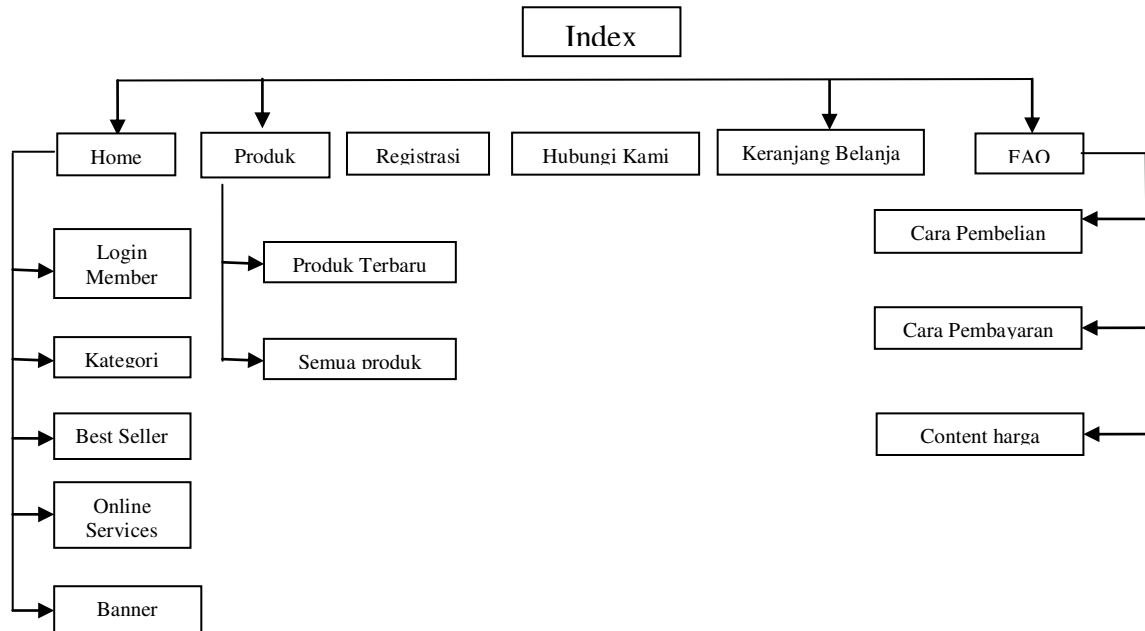 Index
Home
Produk
Registrasi
Hubungi Kami
Keranjang Belanja
FAQ
Login
Member
Produk Terbaru
Cara Pembelian
Kategori
Semua produk
Cara Pembayaran
Best Seller
Content harga
Online
Services
Banner